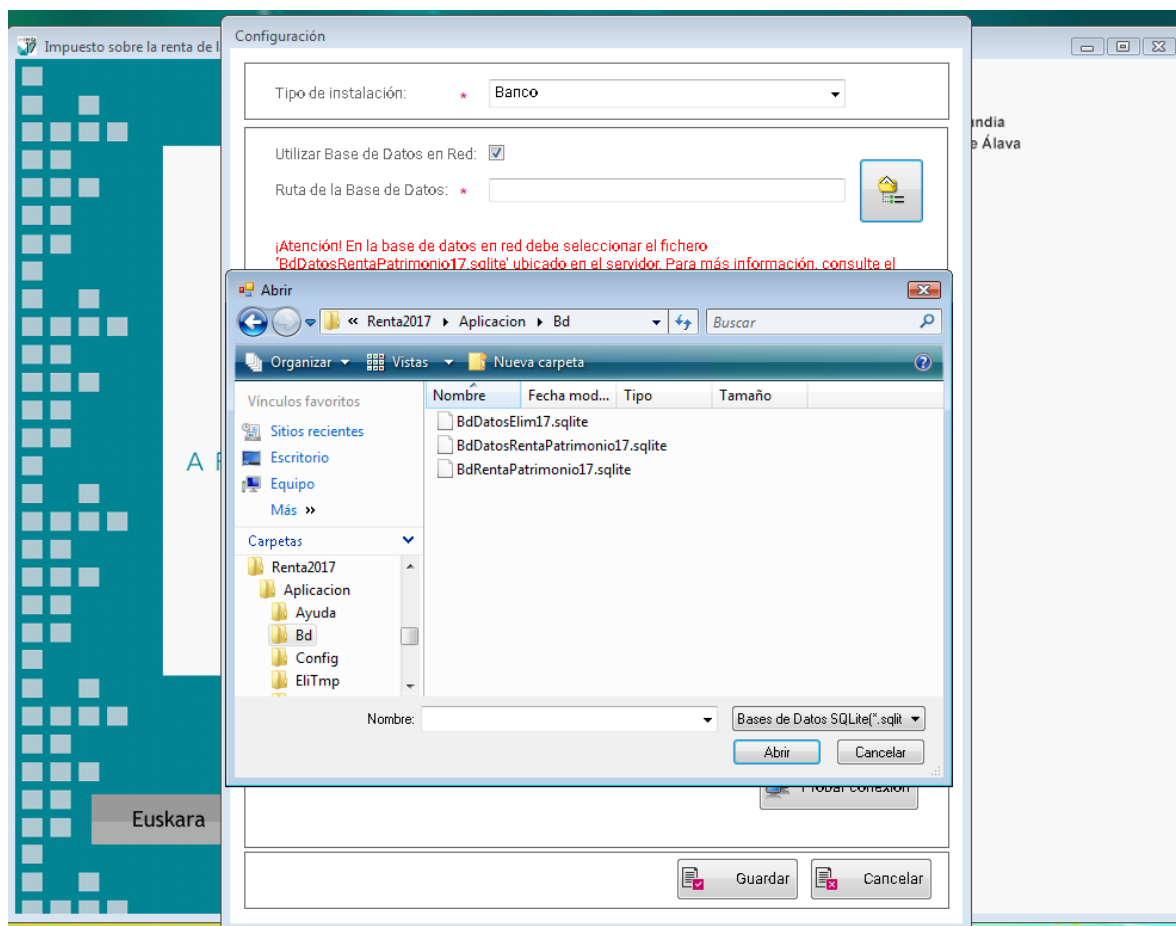 Configuración
Impuesto sobre la renta de l
Tipo de instalación: * Banco
undia
e Álava
Utilizar Base de Datos en Red:
Ruta de la Base de Datos: *
¡Atención! En la base de datos en red debe seleccionar el fichero
'BdDatosRentaPatrimonio17.sqlite' ubicado en el servidor. Para más información, consulte el
Abrir
« Renta2017 Aplicacion Bd Buscar
Organizar Vistas Nueva carpeta
Vínculos favoritos
Sitios recientes
Escritorio
Equipo
Más »
Carpetas
Renta2017
Aplicacion
Ayuda
Bd
Config
EliTmp
Nombre Fecha mod... Tipo Tamaño
BdDatosElim17.sqlite
BdDatosRentaPatrimonio17.sqlite
BdRentaPatrimonio17.sqlite
A F
Nombre: Bases de Datos SQLite(*.sqlit
Abrir Cancelar
Probar conexión
Euskara
Guardar Cancelar